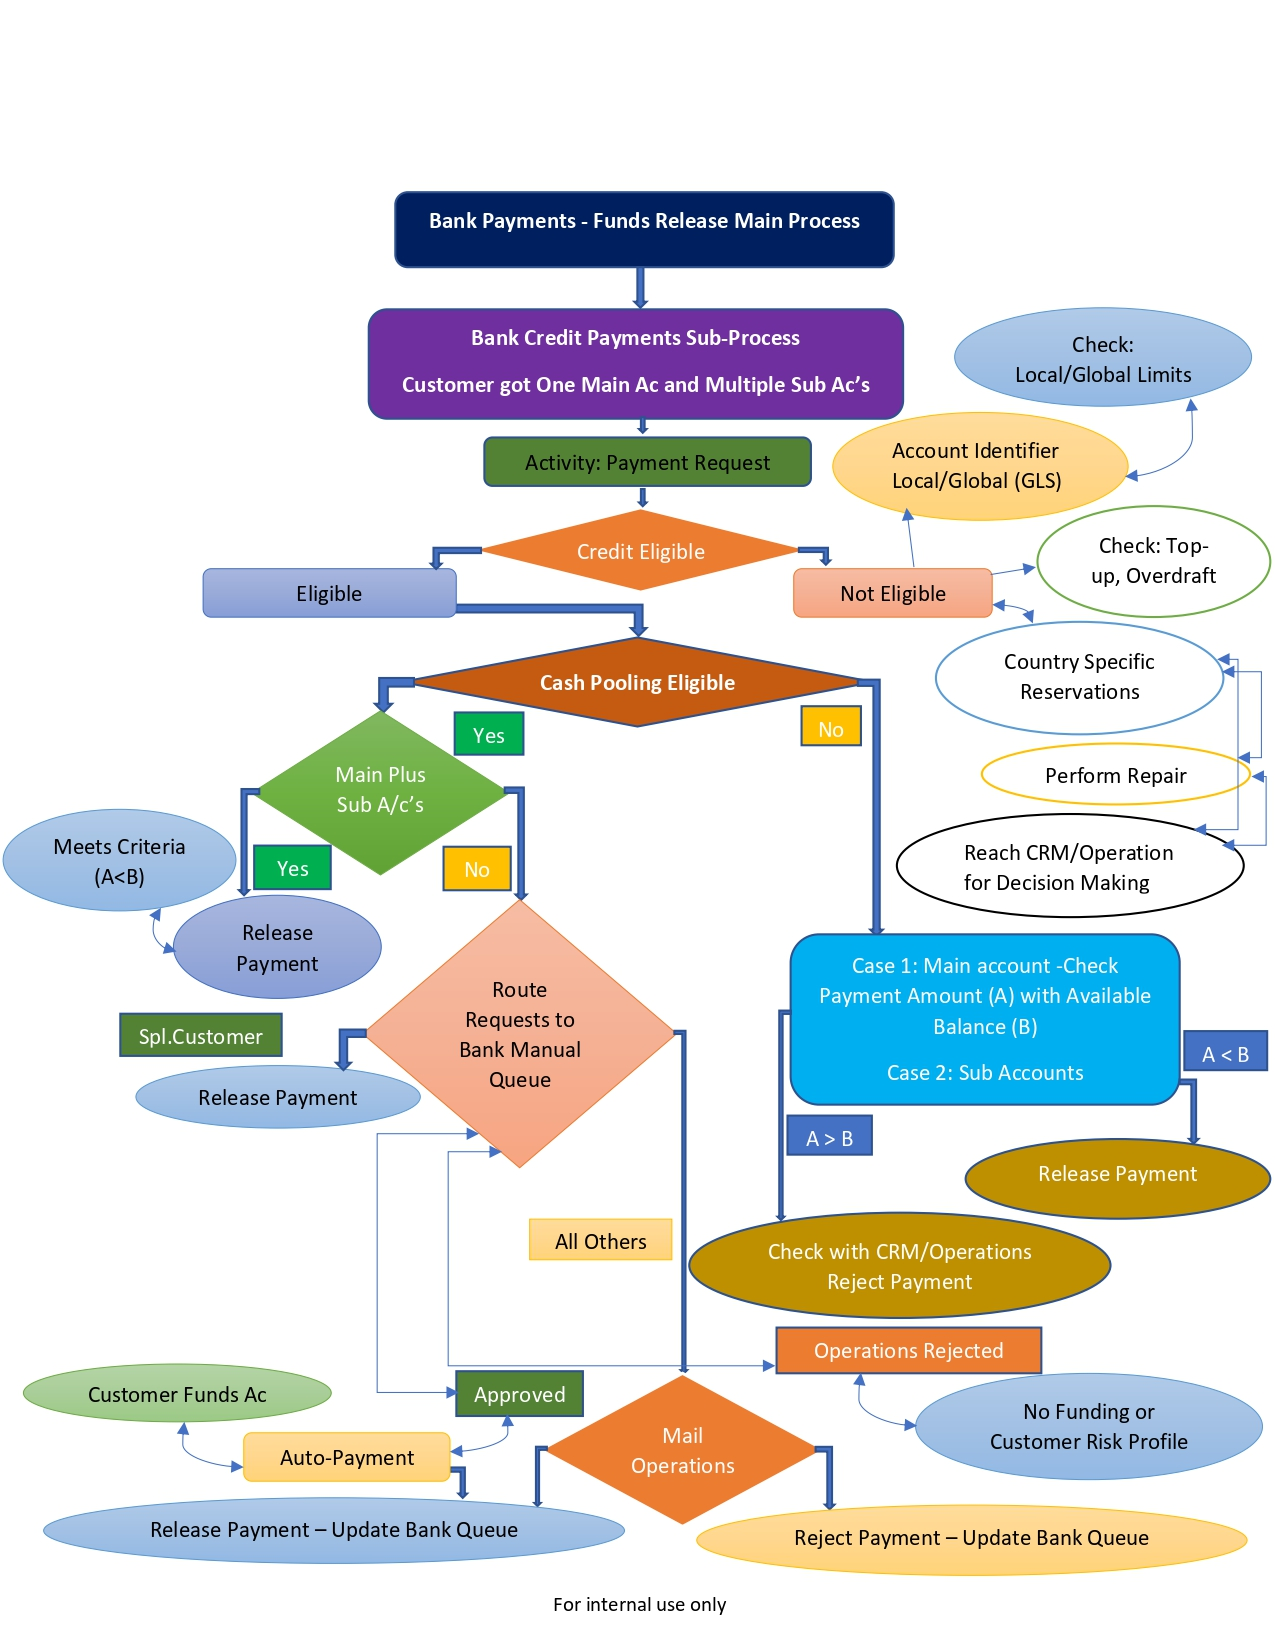 Bank Payments - Funds Release Main Process
Bank Credit Payments Sub-Process
Customer got One Main Ac and Multiple Sub Ac’s
Check:
Local/Global Limits
Activity: Payment Request
Account Identifier
Local/Global (GLS)
Credit Eligible
Check: Top-
up, Overdraft
Eligible
Not Eligible
Cash Pooling Eligible
Country Specific
Reservations
Yes
No
Main Plus
Sub A/c’s
Perform Repair
Meets Criteria
(A<B)
Yes
No
Reach CRM/Operation
for Decision Making
Release
Payment
Case 1: Main account -Check
Payment Amount (A) with Available
Balance (B)
Case 2: Sub Accounts
Route
Requests to
Bank Manual
Queue
Spl.Customer
A < B
Release Payment
A > B
Release Payment
All Others
Check with CRM/Operations
Reject Payment
Operations Rejected
Customer Funds Ac
Approved
No Funding or
Customer Risk Profile
Auto-Payment
Mail
Operations
Release Payment – Update Bank Queue
Reject Payment – Update Bank Queue
For internal use only